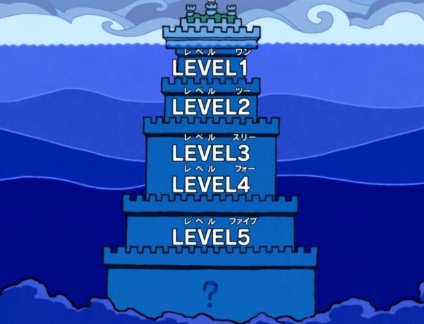 レベル ワン
LEVEL1
レベル ツー
LEVEL2
レベル スリー
LEVEL3
レベル フォー
LEVEL4
レベル ファイブ
LEVEL5
?